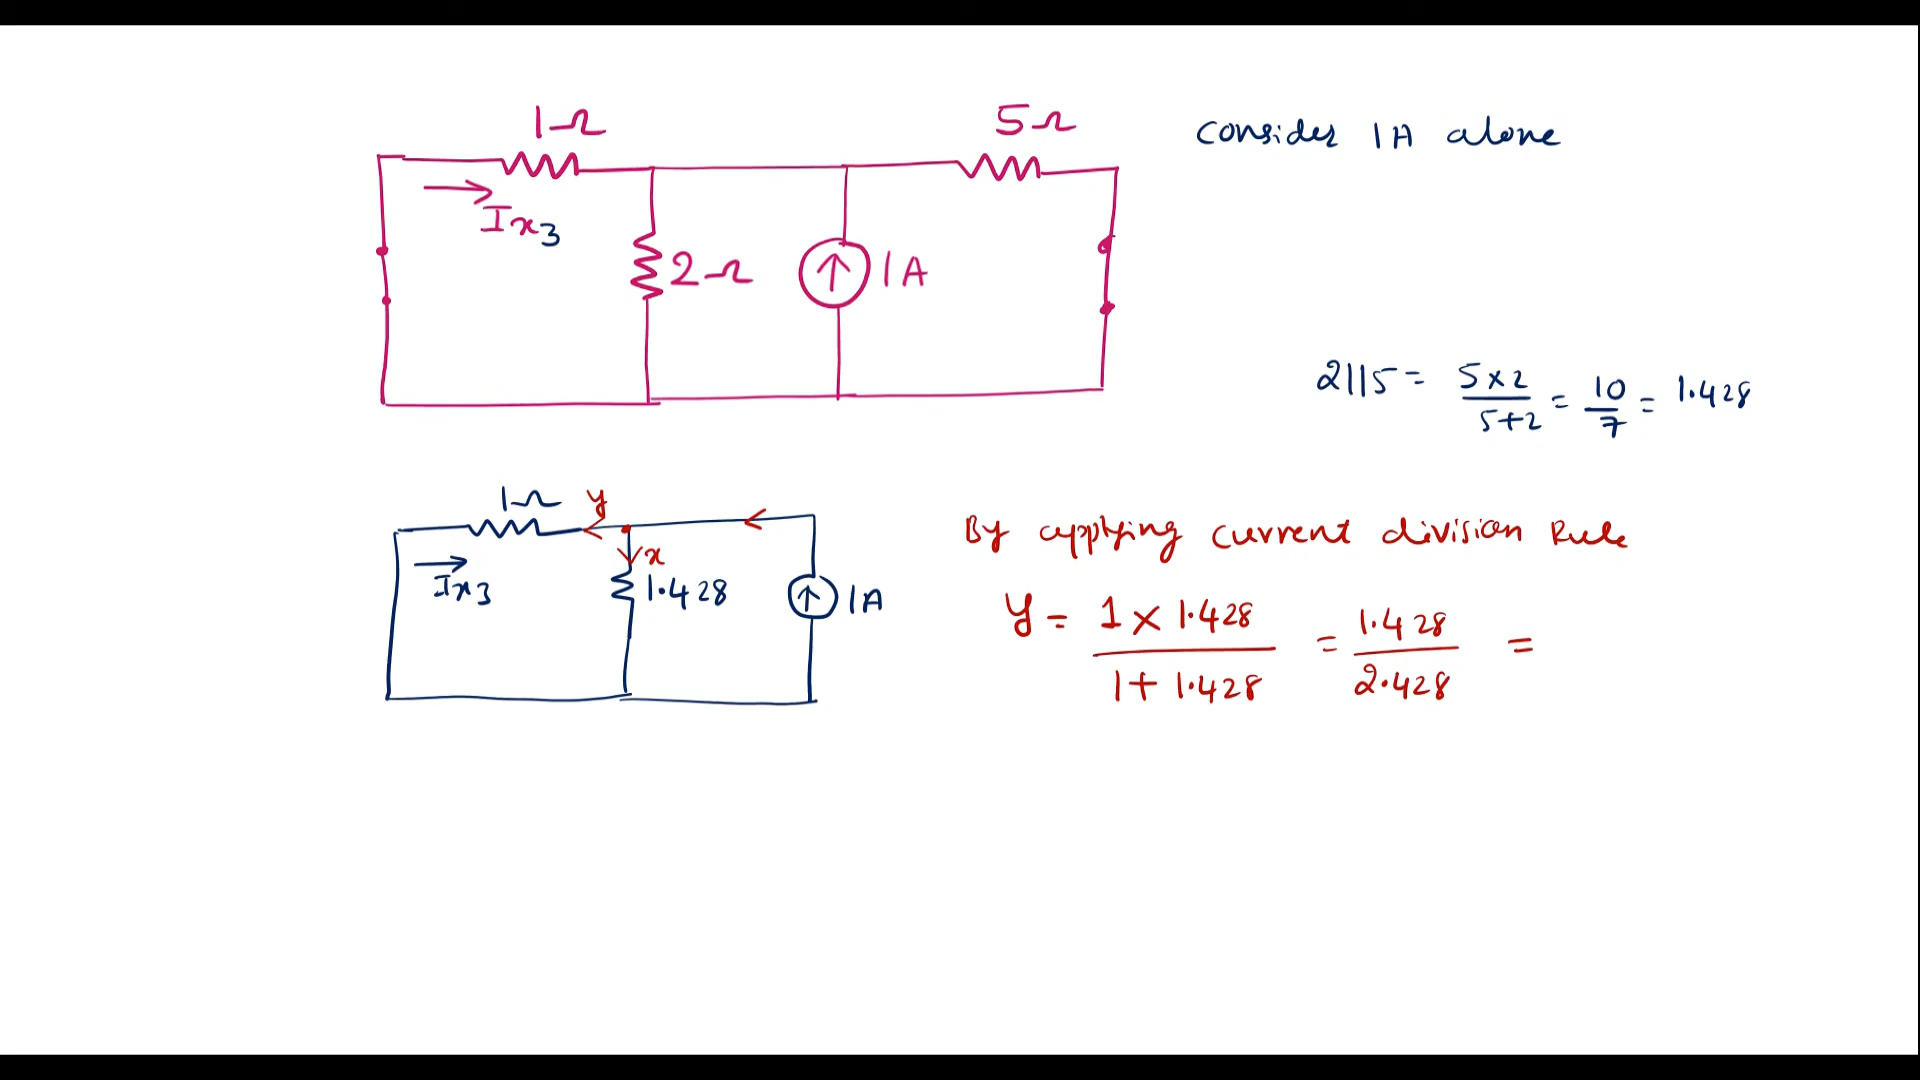 1Ω
5Ω
Consider 1A alone
Ix3
2Ω
1A
2||5 = 5×2 / 5+2 = 10/7 = 1.428
1Ω
y
x
Ix3
1.428
1A
By applying current division Rule
y = 1 × 1.428 / 1 + 1.428 = 1.428 / 2.428 =